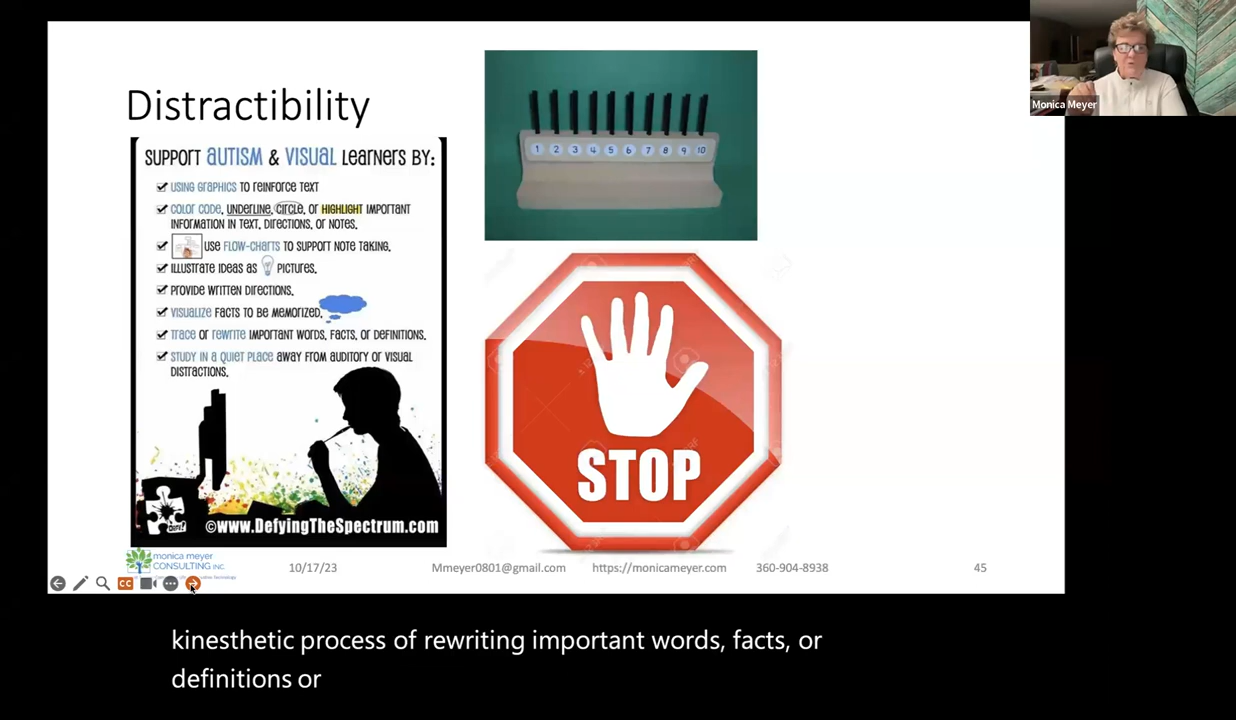 Distractibility
SUPPORT AUTISM & VISUAL LEARNERS BY:
USING GRAPHICS TO REINFORCE TEXT
COLOR CODE, UNDERLINE, CIRCLE, OR HIGHLIGHT IMPORTANT
INFORMATION IN TEXT, DIRECTIONS, OR NOTES.
USE FLOW-CHARTS TO SUPPORT NOTE TAKING.
ILLUSTRATE IDEAS AS PICTURES.
PROVIDE WRITTEN DIRECTIONS.
VISUALIZE FACTS TO BE MEMORIZED.
TRACE OR REWRITE IMPORTANT WORDS, FACTS, OR DEFINITIONS.
STUDY IN A QUIET PLACE AWAY FROM AUDITORY OR VISUAL
DISTRACTIONS.
©www.DefyingTheSpectrum.com
1 2 3 4 5 6 7 8 9 10
STOP
Monica Meyer
monica meyer
CONSULTING INC.
10/17/23
Mmeyer0801@gmail.com
https://monicameyer.com
360-904-8938
45
CC
kinesthetic process of rewriting important words, facts, or
definitions or